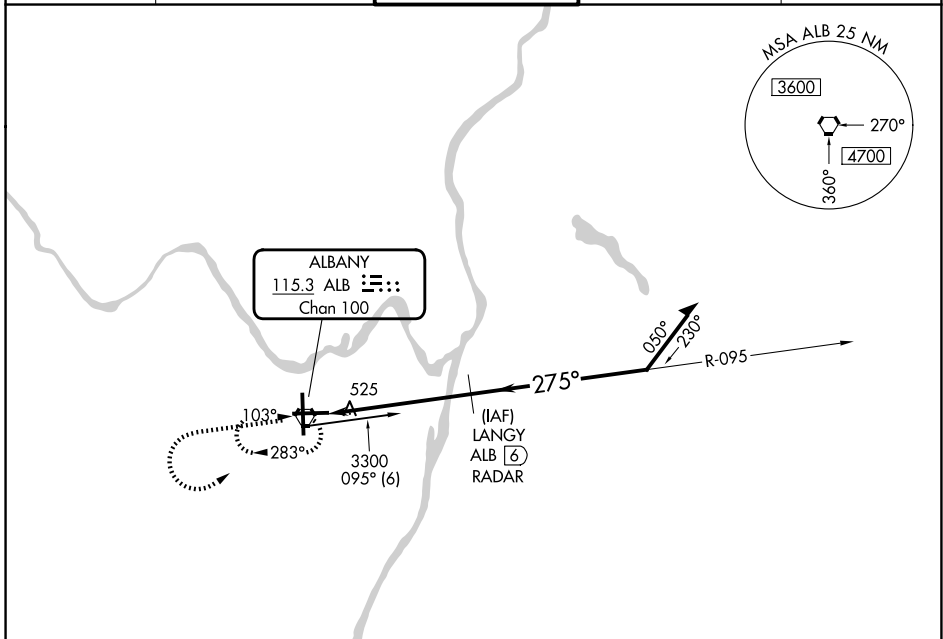 MSA ALB 25 NM
3600
270°
4700
360°
ALBANY
115.3 ALB
Chan 100
050°
230°
R-095
275°
525
103°
283°
3300
095° (6)
(IAF)
LANGY
ALB 6
RADAR